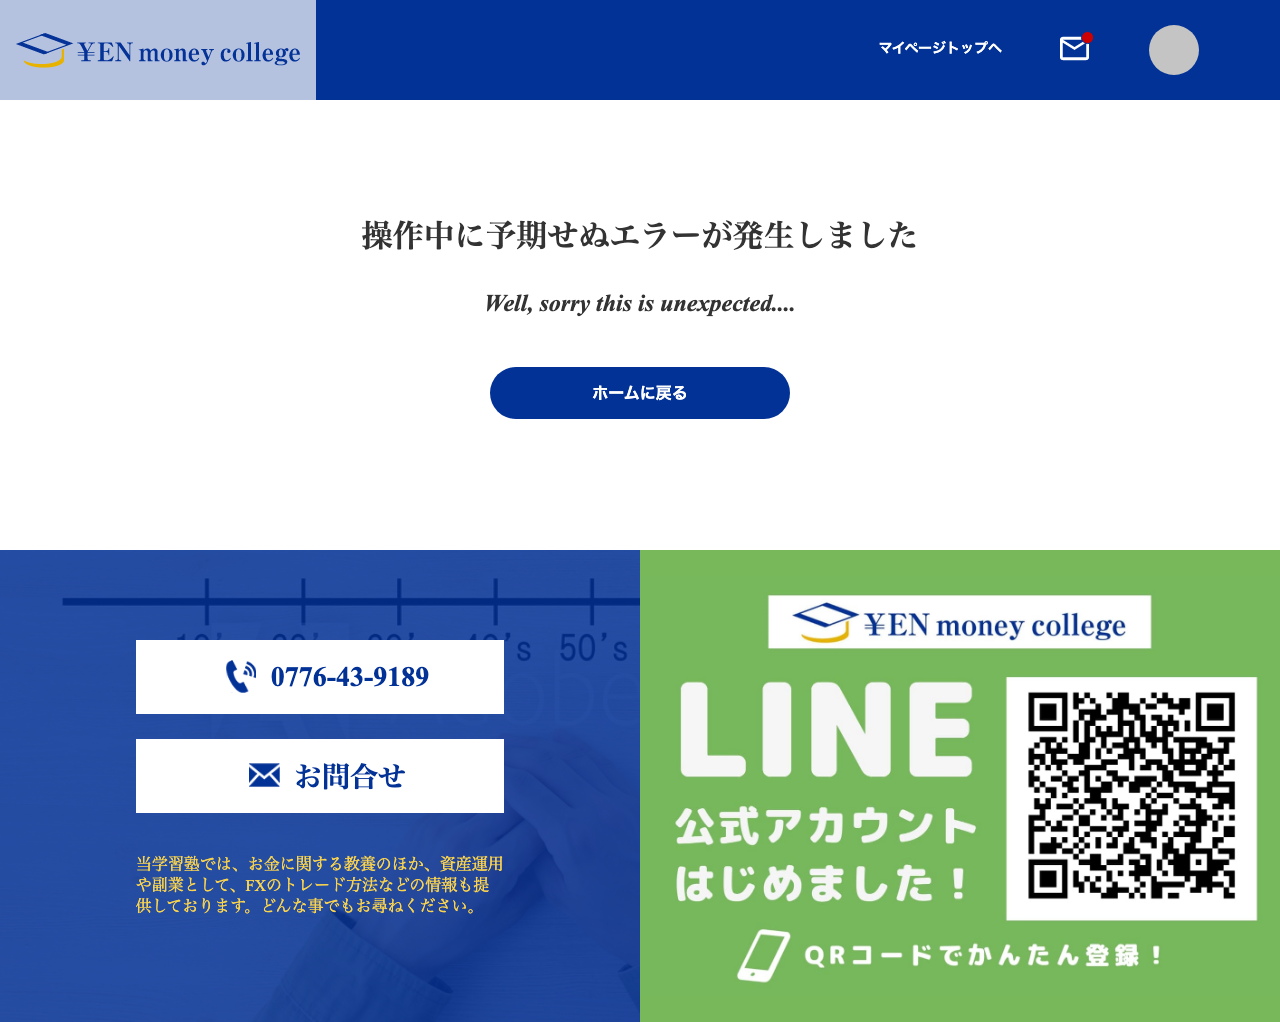 ¥EN money college
マイページトップへ
操作中に予期せぬエラーが発生しました
Well, sorry this is unexpected....
ホームに戻る
50's
0776-43-9189
お問合せ
当学習塾では、お金に関する教養のほか、資産運用
や副業として、FXのトレード方法などの情報も提
供しております。どんな事でもお尋ねください。
¥EN money college
LINE
公式アカウント
はじめました！
QRコードでかんたん登録！